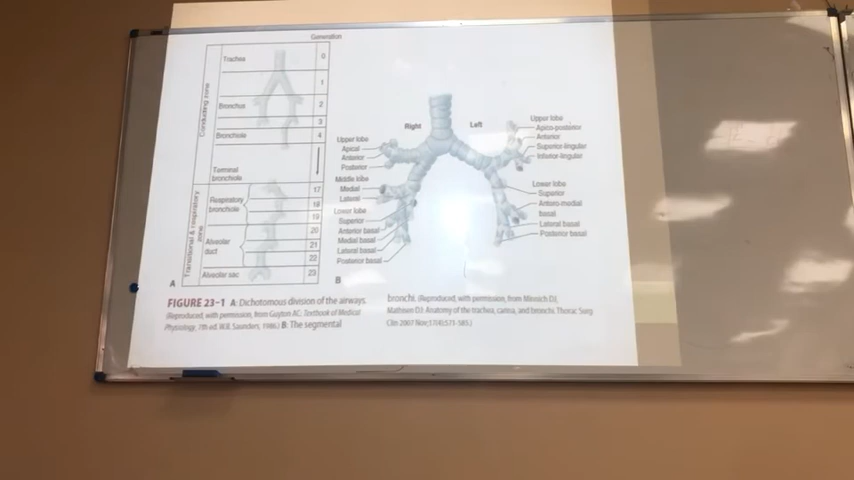 Generation
Trachea
0
1
Bronchus
2
3
Bronchiole
4
Terminal
bronchiole
Respiratory
bronchiole
17
18
19
20
Alveolar
duct
21
22
Alveolar sac
23
Conducting zone
Transitional & respiratory
zone
A
Right
Left
Upper lobe
Apical
Anterior
Posterior
Middle lobe
Medial
Lateral
Lower lobe
Superior
Anterior basal
Medial basal
Lateral basal
Posterior basal
Upper lobe
Apico-posterior
Anterior
Superior-lingular
Inferior-lingular
Lower lobe
Superior
Antero-medial
basal
Lateral basal
Posterior basal
B
FIGURE 23-1 A: Dichotomous division of the airways.
(Reproduced, with permission, from Guyton AC, Textbook of Medical
Physiology, 7th ed. W.B. Saunders, 1986.) B: The segmental
bronchi. (Reproduced, with permission, from Minnich DJ,
Mathisen DJ: Anatomy of the trachea, carina, and bronchi. Thorac Surg
Clin 2007 Nov;17(4):571-585.)